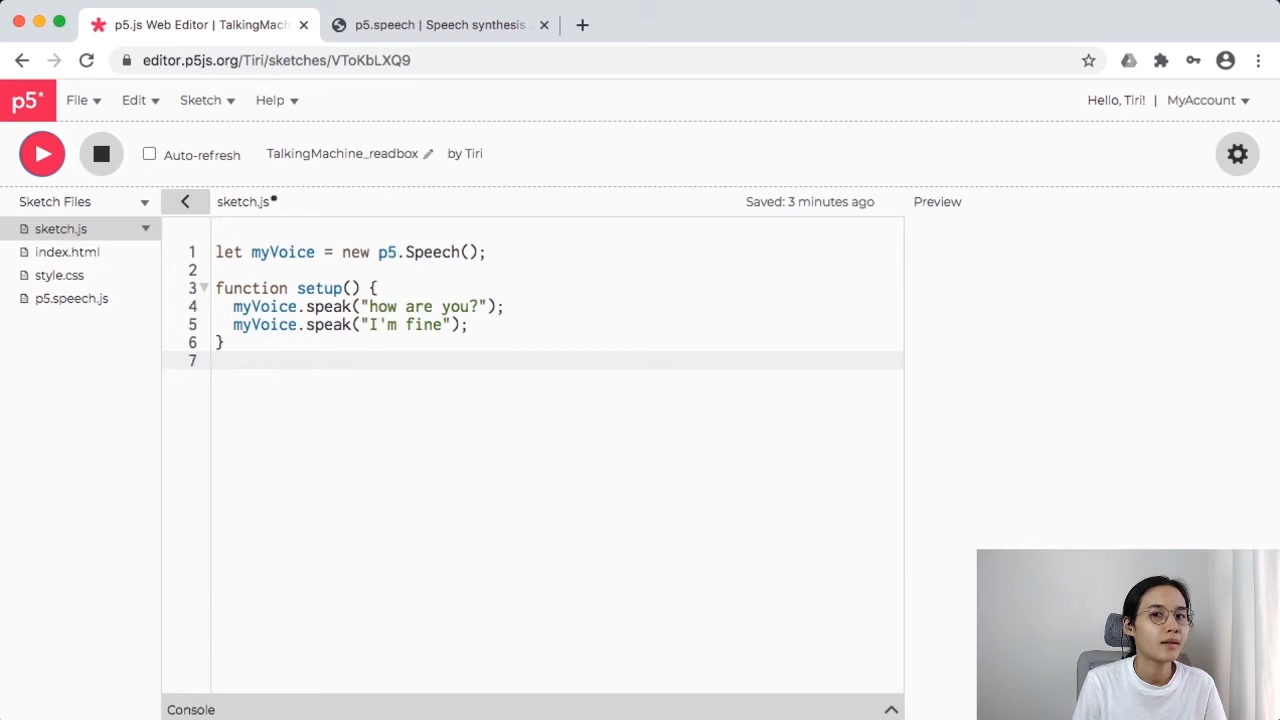 p5.js Web Editor | TalkingMach
p5.speech | Speech synthesis
editor.p5js.org/Tiri/sketches/VToKbLXQ9
p5*
File
Edit
Sketch
Help
Hello, Tiri! | MyAccount
Auto-refresh
TalkingMachine_readbox
by Tiri
Sketch Files
sketch.js
Saved: 3 minutes ago
Preview
sketch.js
index.html
style.css
p5.speech.js
1 let myVoice = new p5.Speech();
2
3 function setup() {
4 myVoice.speak("how are you?");
5 myVoice.speak("I'm fine");
6 }
7
Console